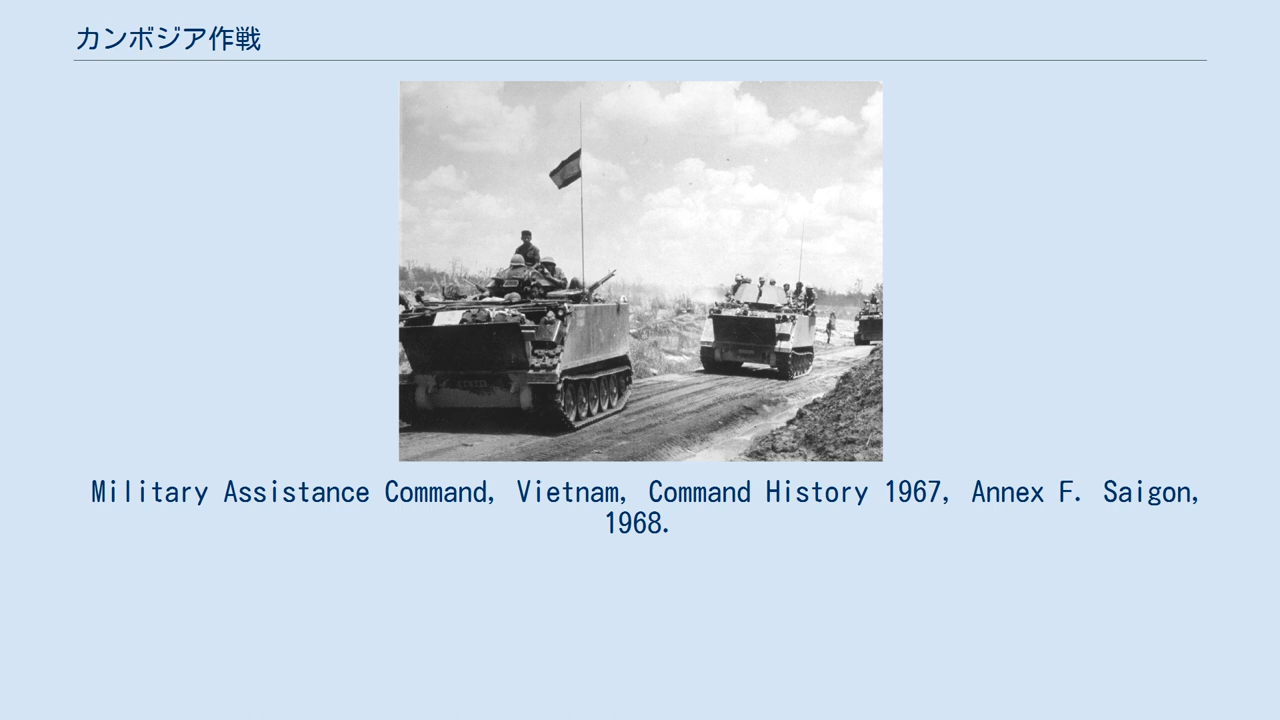 カンボジア作戦
Military Assistance Command, Vietnam, Command History 1967, Annex F. Saigon,
1968.